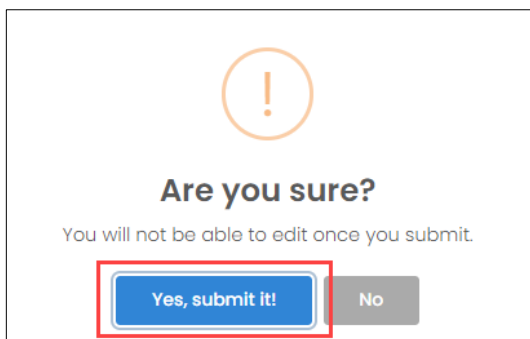 !
Are you sure?
You will not be able to edit once you submit.
Yes, submit it! No